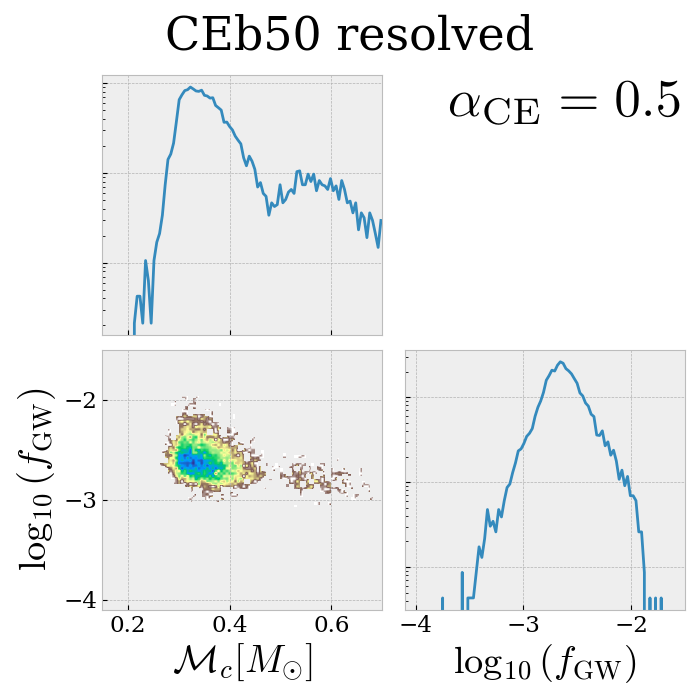 CEb50 resolved
α_CE = 0.5
log₁₀ (f_GW)
−2
−3
−4
0.2 0.4 0.6
ℳ_c[M_⊙]
−4 −3 −2
log₁₀ (f_GW)